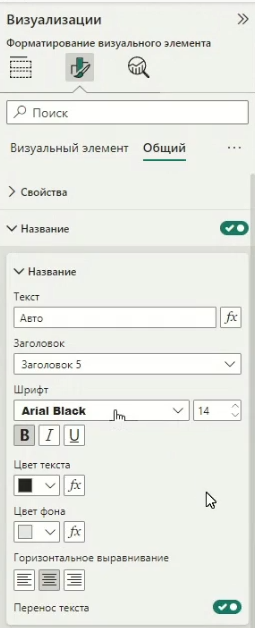 Визуализации
Форматирование визуального элемента
Поиск
Визуальный элемент Общий ...
Свойства
Название
Название
Текст
Авто fx
Заголовок
Заголовок 5
Шрифт
Arial Black 14
B I U
Цвет текста
fx
Цвет фона
fx
Горизонтальное выравнивание
Перенос текста